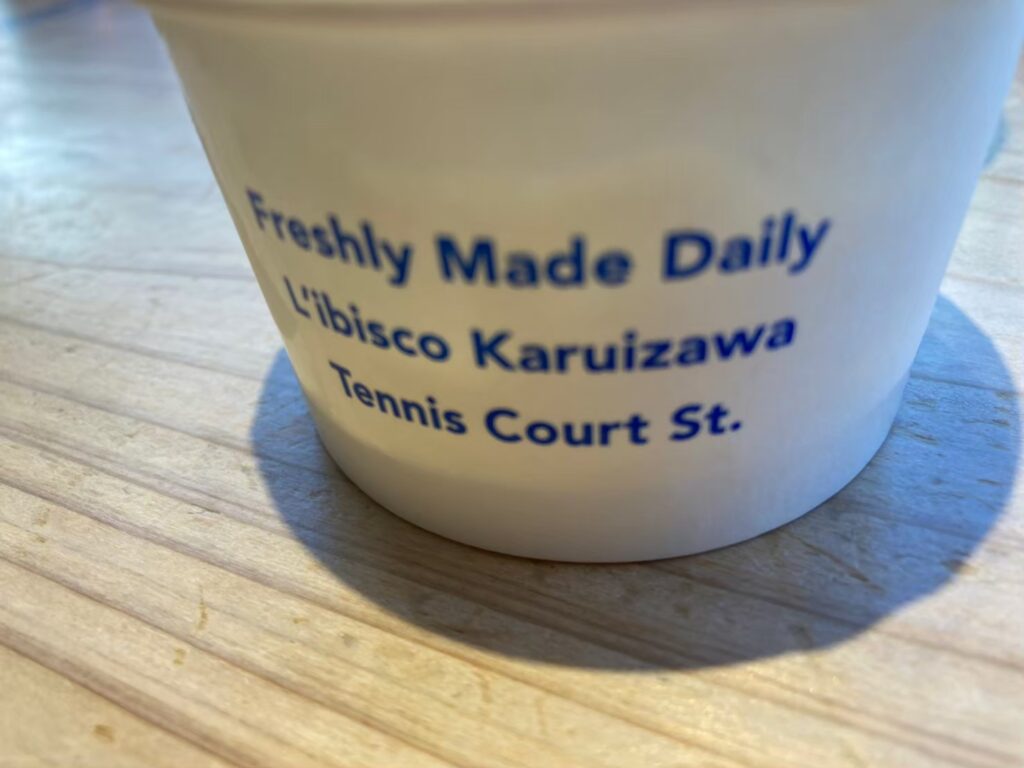 Freshly Made Daily
L'ibisco Karuizawa
Tennis Court St.